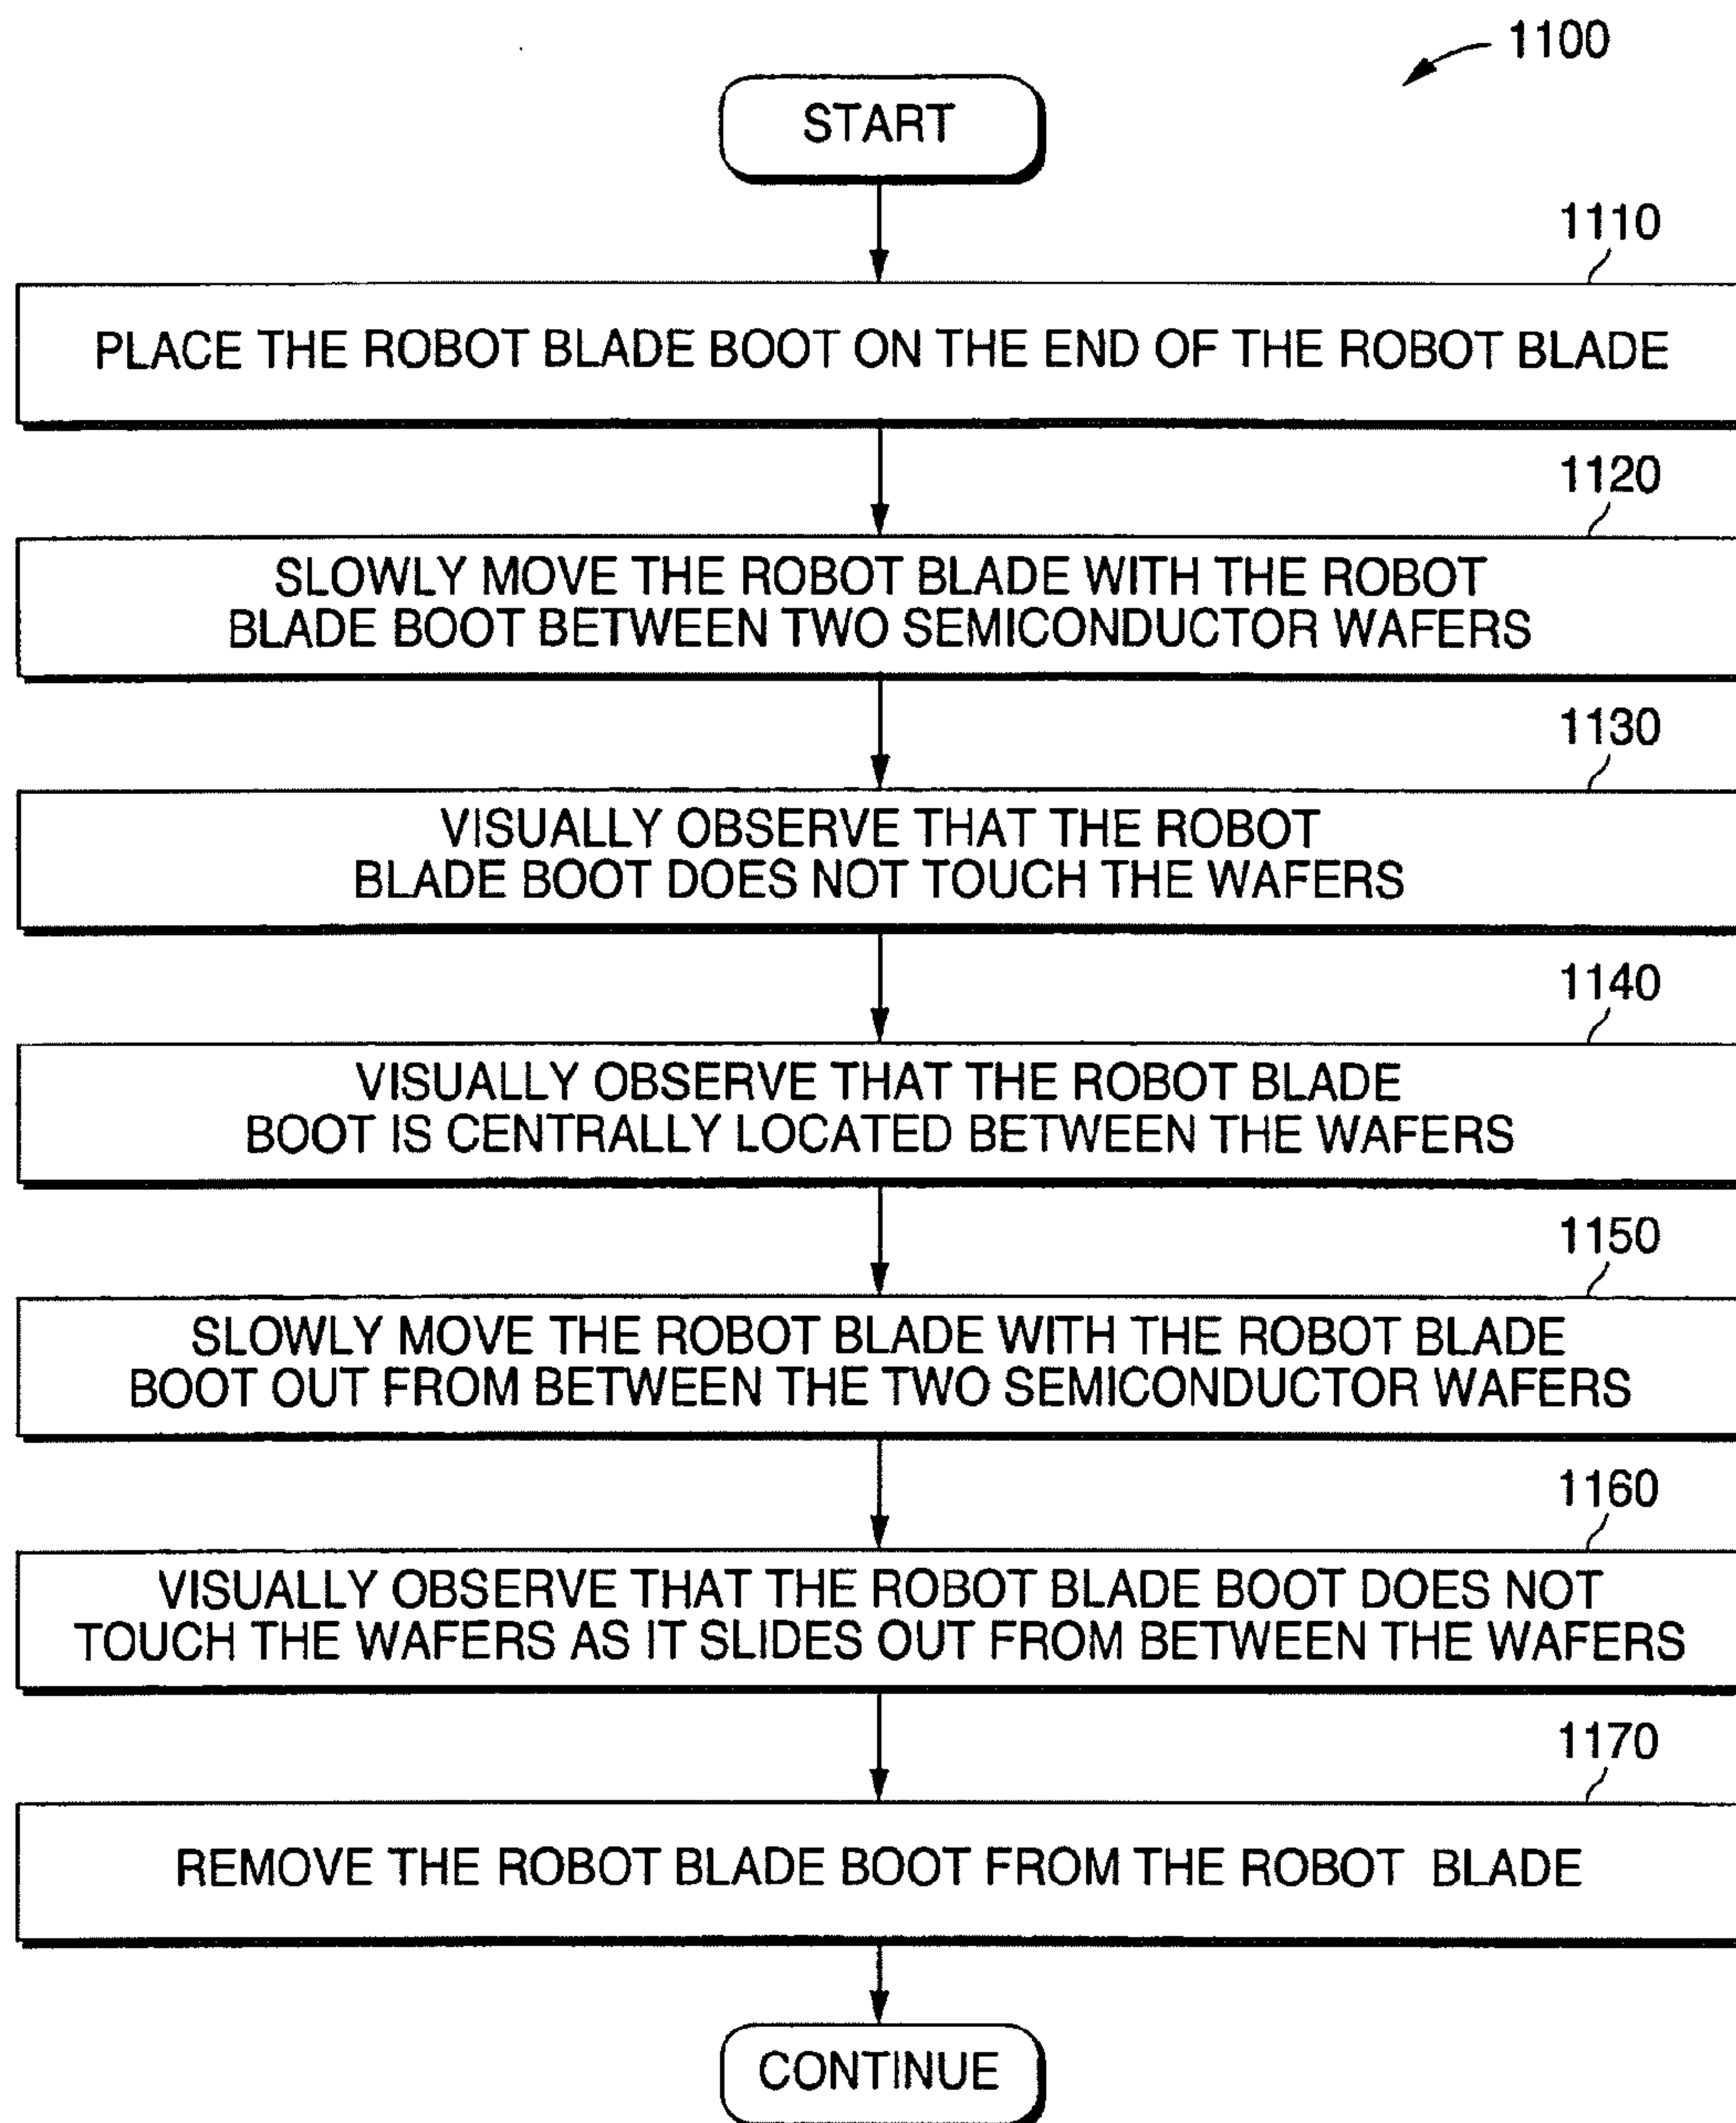 1100
START
1110
PLACE THE ROBOT BLADE BOOT ON THE END OF THE ROBOT BLADE
1120
SLOWLY MOVE THE ROBOT BLADE WITH THE ROBOT
BLADE BOOT BETWEEN TWO SEMICONDUCTOR WAFERS
1130
VISUALLY OBSERVE THAT THE ROBOT
BLADE BOOT DOES NOT TOUCH THE WAFERS
1140
VISUALLY OBSERVE THAT THE ROBOT BLADE
BOOT IS CENTRALLY LOCATED BETWEEN THE WAFERS
1150
SLOWLY MOVE THE ROBOT BLADE WITH THE ROBOT BLADE
BOOT OUT FROM BETWEEN THE TWO SEMICONDUCTOR WAFERS
1160
VISUALLY OBSERVE THAT THE ROBOT BLADE BOOT DOES NOT
TOUCH THE WAFERS AS IT SLIDES OUT FROM BETWEEN THE WAFERS
1170
REMOVE THE ROBOT BLADE BOOT FROM THE ROBOT BLADE
CONTINUE